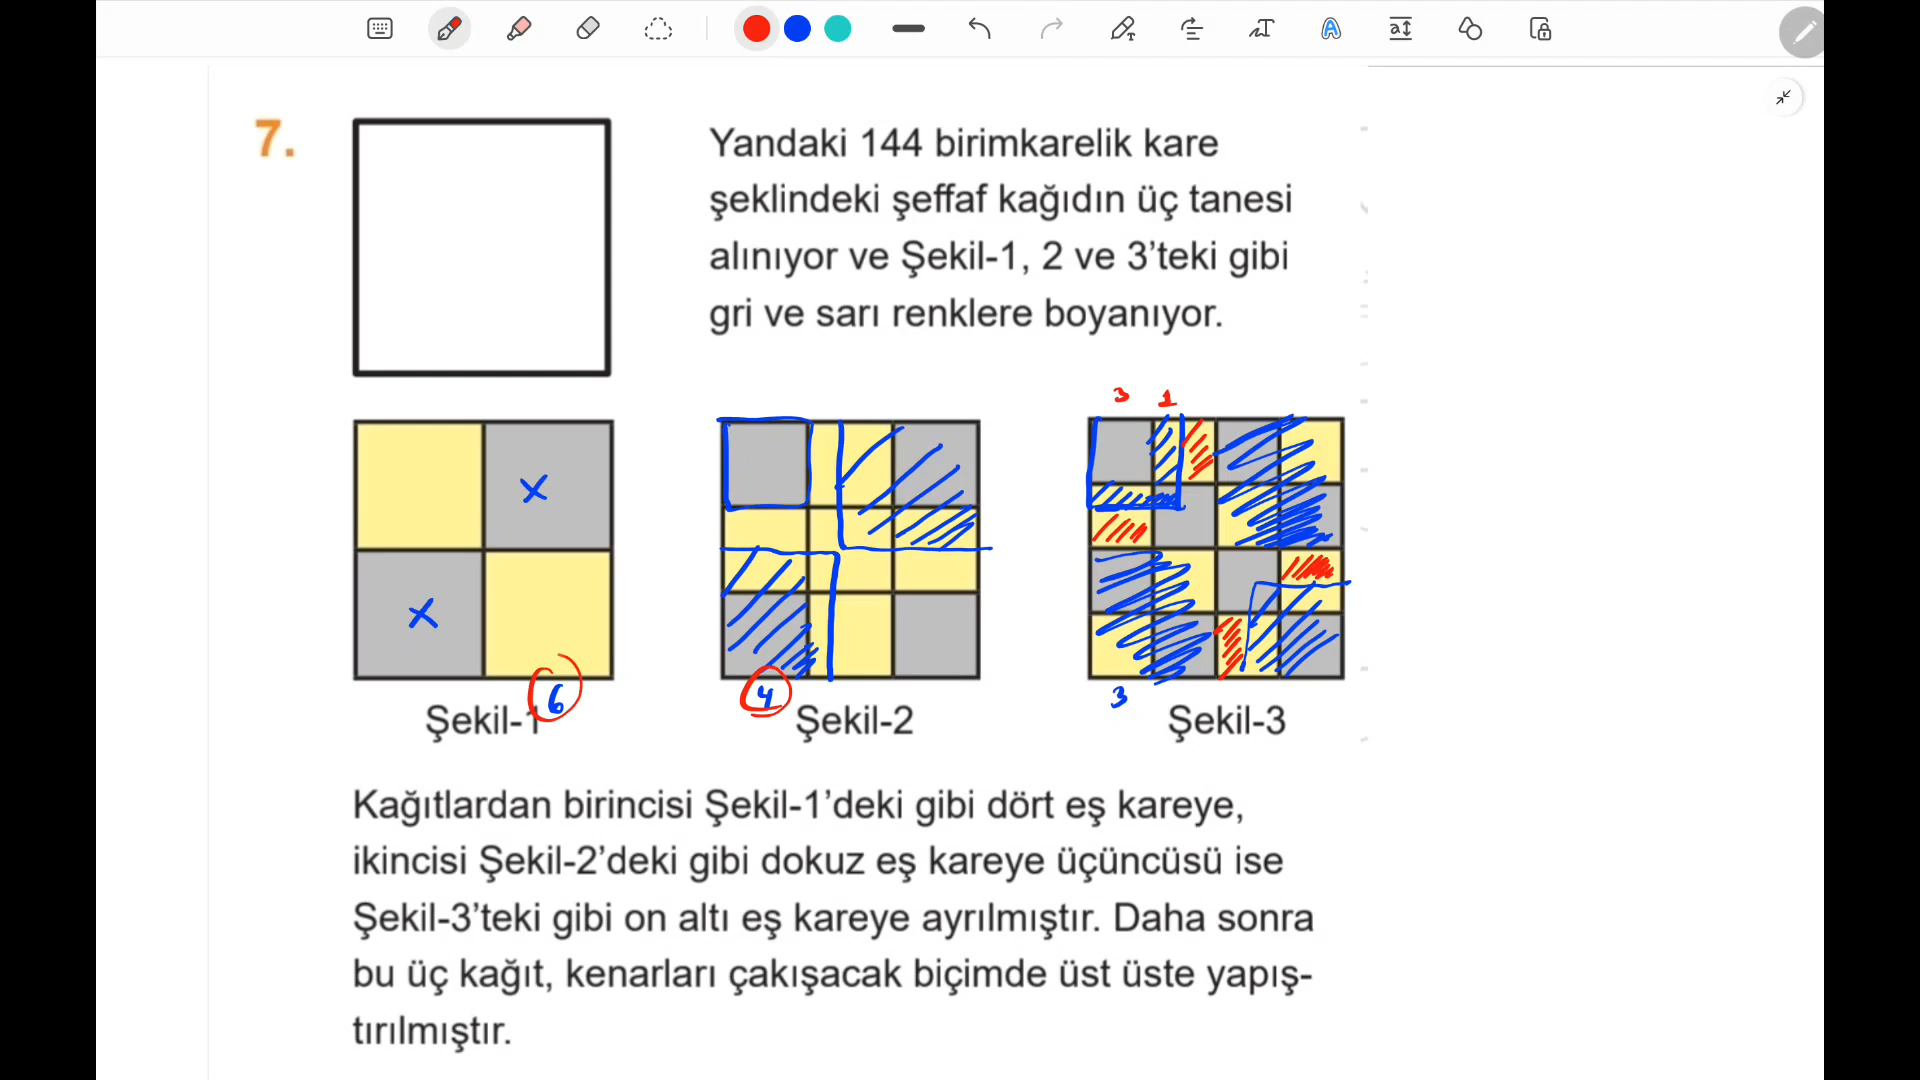 7.
Yandaki 144 birimkarelik kare
şeklindeki şeffaf kağıdın üç tanesi
alınıyor ve Şekil-1, 2 ve 3’teki gibi
gri ve sarı renklere boyanıyor.
3 1
x
x
6 4 3
Şekil-1 Şekil-2 Şekil-3
Kağıtlardan birincisi Şekil-1’deki gibi dört eş kareye,
ikincisi Şekil-2’deki gibi dokuz eş kareye üçüncüsü ise
Şekil-3’teki gibi on altı eş kareye ayrılmıştır. Daha sonra
bu üç kağıt, kenarları çakışacak biçimde üst üste yapış-
tırılmıştır.